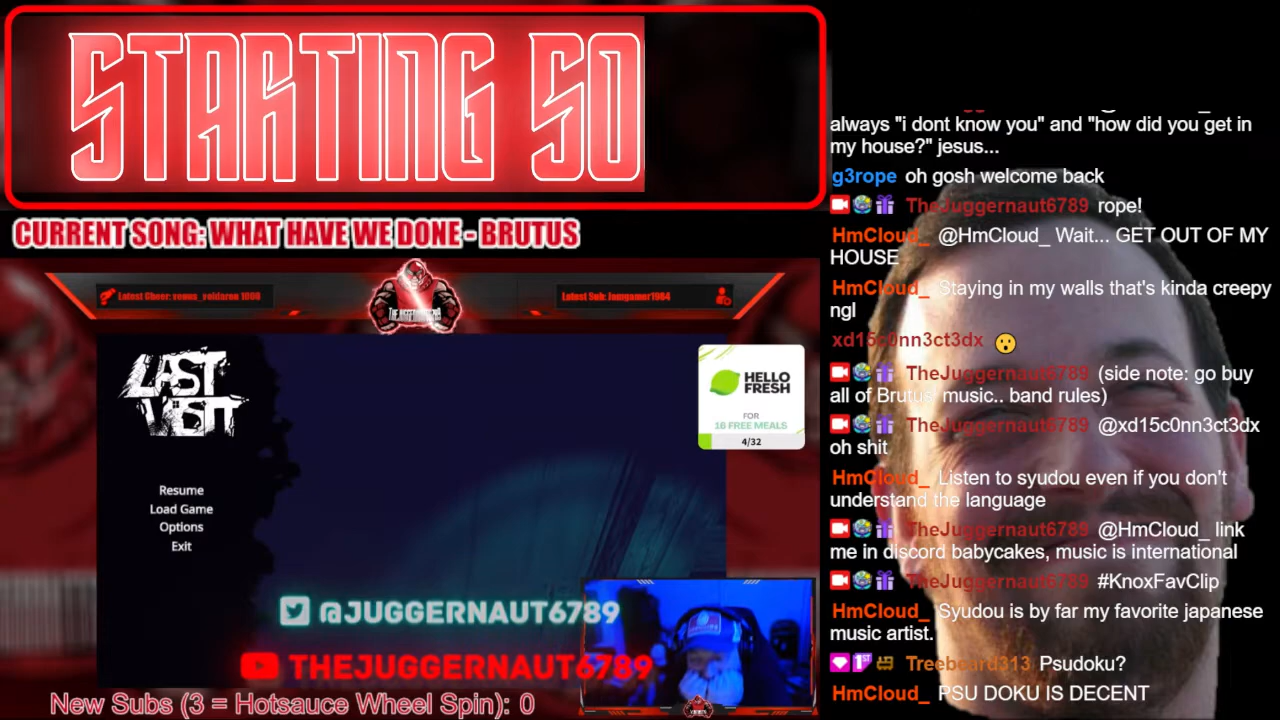 STARTING SO
CURRENT SONG: WHAT HAVE WE DONE - BRUTUS
Latest Sub: Jonzgamer1984
LAST
VISIT
HELLO
FRESH
FOR
16 FREE MEALS
4/32
Resume
Load Game
Options
Exit
@JUGGERNAUT6789
THEJUGGERNAUT6789
New Subs (3 = Hotsauce Wheel Spin): 0
always "i dont know you" and "how did you get in
my house?" jesus...
g3rope oh gosh welcome back
TheJuggernaut6789 rope!
HmCloud_ @HmCloud_ Wait... GET OUT OF MY
HOUSE
HmCloud_ Staying in my walls that's kinda creepy
ngl
xd15c0nn3ct3dx
TheJuggernaut6789 (side note: go buy
all of Brutus' music.. band rules)
TheJuggernaut6789 @xd15c0nn3ct3dx
oh shit
HmCloud_ Listen to syudou even if you don't
understand the language
TheJuggernaut6789 @HmCloud_ link
me in discord babycakes, music is international
TheJuggernaut6789 #KnoxFavClip
HmCloud_ Syudou is by far my favorite japanese
music artist.
1ST Treebeard313 Psudoku?
HmCloud_ PSU DOKU IS DECENT